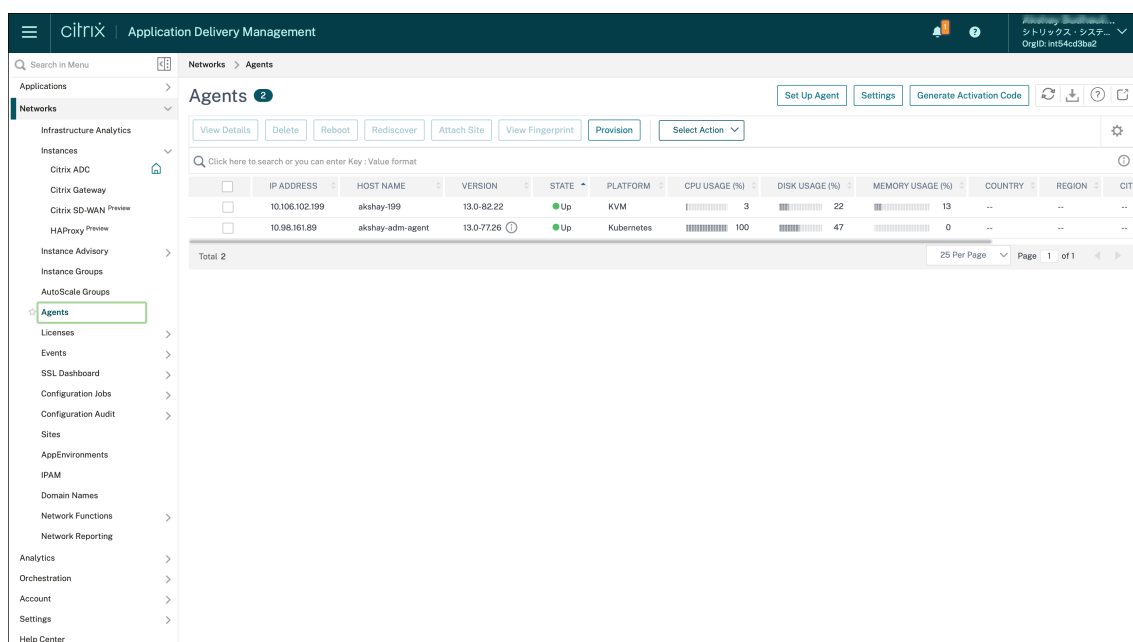 citrix | Application Delivery Management
1
シトリックス・システ...
OrgID: int54cd3ba2
Search in Menu
Networks > Agents
Applications
Networks
Infrastructure Analytics
Instances
Citrix ADC
Citrix Gateway
Citrix SD-WAN Preview
HAProxy Preview
Instance Advisory
Instance Groups
AutoScale Groups
Agents
Licenses
Events
SSL Dashboard
Configuration Jobs
Configuration Audit
Sites
AppEnvironments
IPAM
Domain Names
Network Functions
Network Reporting
Analytics
Orchestration
Account
Settings
Help Center
Agents 2
Set Up Agent Settings Generate Activation Code
View Details Delete Reboot Rediscover Attach Site View Fingerprint Provision Select Action
Click here to search or you can enter Key : Value format
IP ADDRESS HOST NAME VERSION STATE PLATFORM CPU USAGE (%) DISK USAGE (%) MEMORY USAGE (%) COUNTRY REGION CIT
10.106.102.199 akshay-199 13.0-82.22 Up KVM 3 22 13 -- -- --
10.98.161.89 akshay-adm-agent 13.0-77.26 Up Kubernetes 100 47 0 -- -- --
Total 2
25 Per Page Page 1 of 1